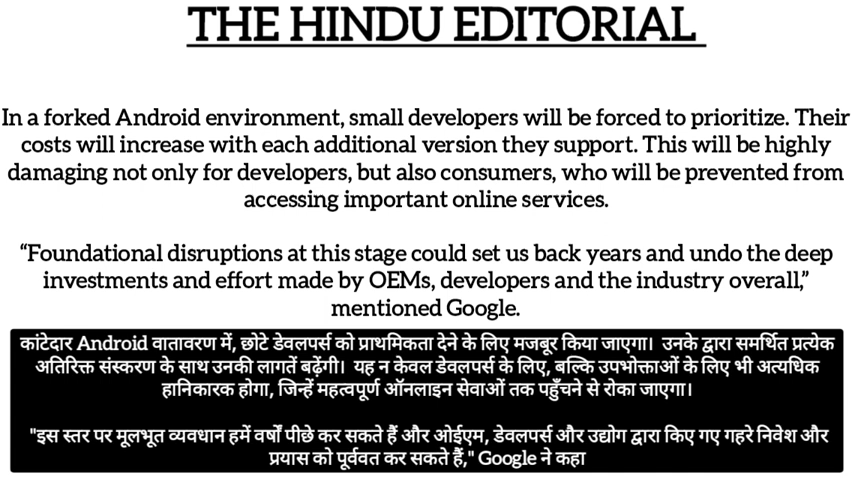 THE HINDU EDITORIAL
In a forked Android environment, small developers will be forced to prioritize. Their
costs will increase with each additional version they support. This will be highly
damaging not only for developers, but also consumers, who will be prevented from
accessing important online services.
“Foundational disruptions at this stage could set us back years and undo the deep
investments and effort made by OEMs, developers and the industry overall,”
mentioned Google.
कांटेदार Android वातावरण में, छोटे डेवलपर्स को प्राथमिकता देने के लिए मजबूर किया जाएगा। उनके द्वारा समर्थित प्रत्येक
अतिरिक्त संस्करण के साथ उनकी लागतें बढ़ेंगी। यह न केवल डेवलपर्स के लिए, बल्कि उपभोक्ताओं के लिए भी अत्यधिक
हानिकारक होगा, जिन्हें महत्वपूर्ण ऑनलाइन सेवाओं तक पहुँचने से रोका जाएगा।
"इस स्तर पर मूलभूत व्यवधान हमें वर्षों पीछे कर सकते हैं और ओईएम, डेवलपर्स और उद्योग द्वारा किए गए गहरे निवेश और
प्रयास को पूर्ववत कर सकते हैं," Google ने कहा